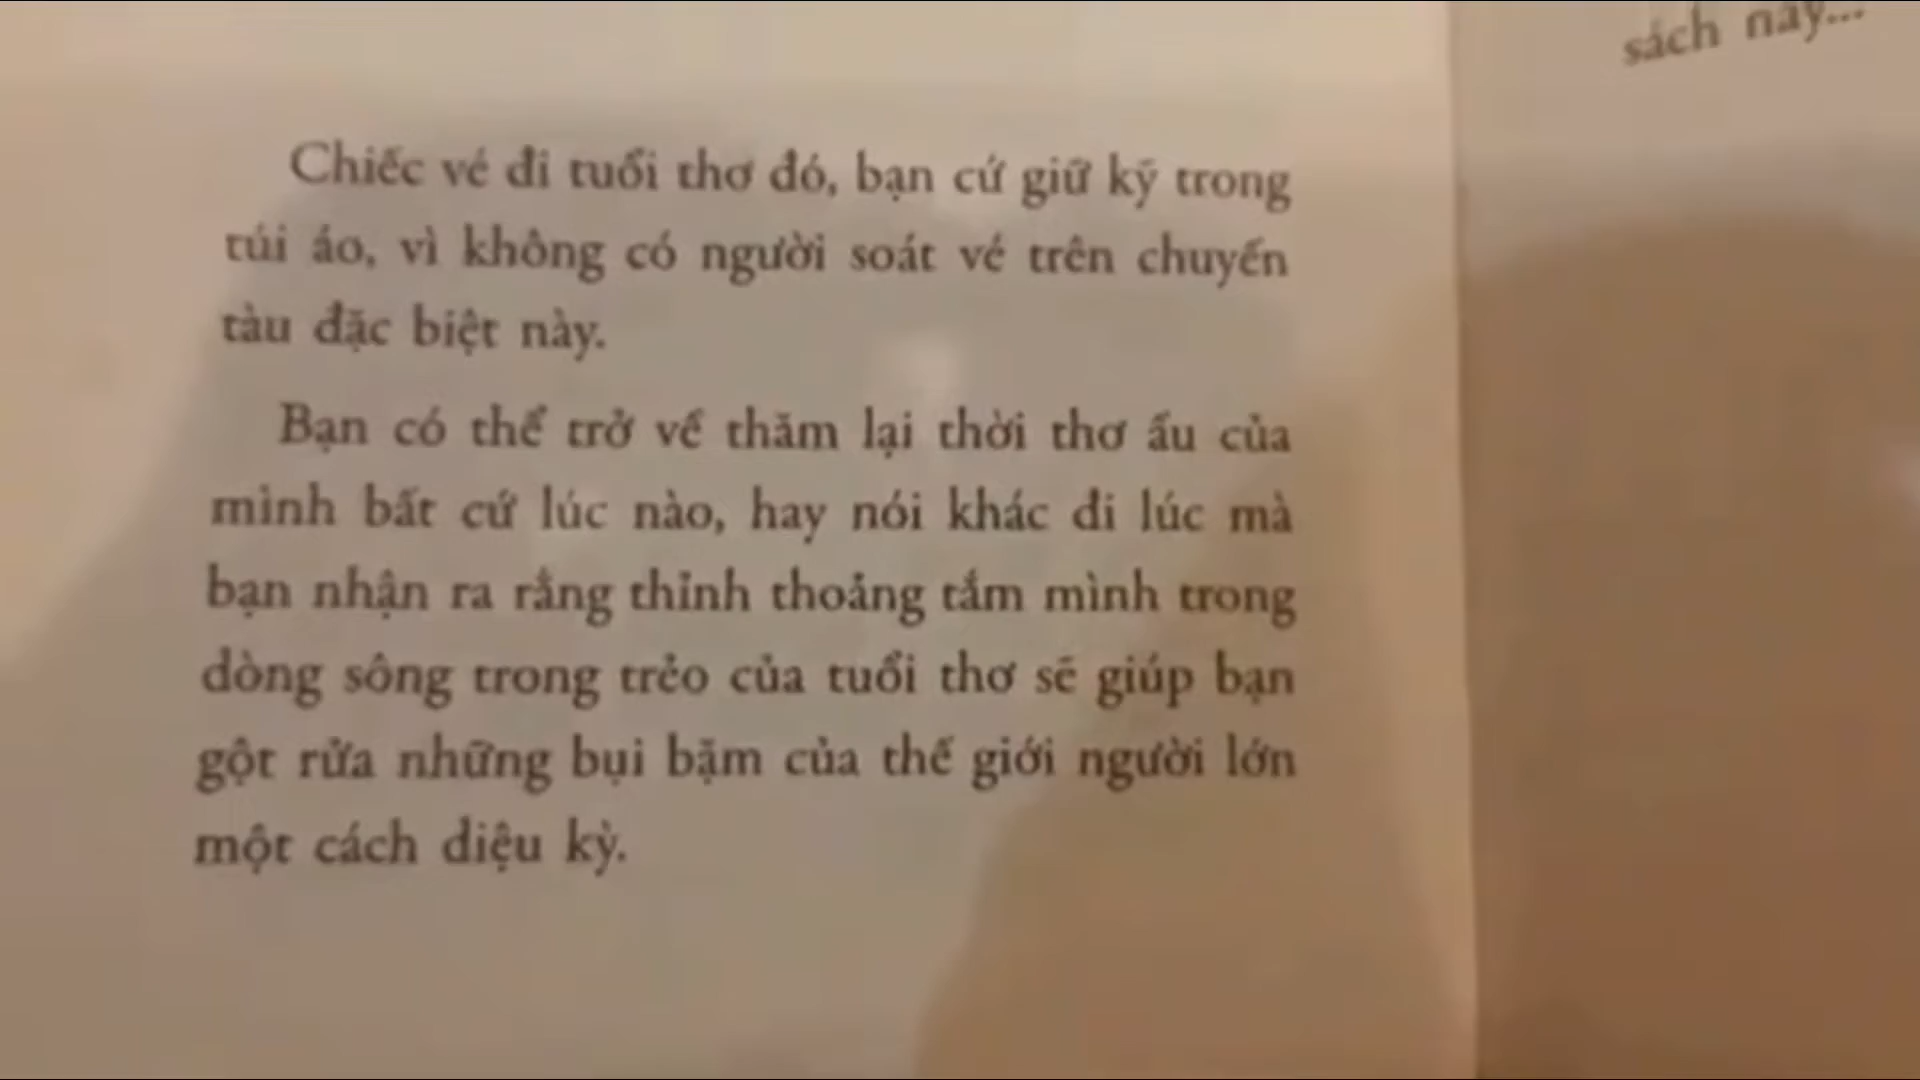 Chiếc vé đi tuổi thơ đó, bạn cứ giữ kỹ trong
túi áo, vì không có người soát vé trên chuyến
tàu đặc biệt này.
Bạn có thể trở về thăm lại thời thơ ấu của
mình bất cứ lúc nào, hay nói khác đi lúc mà
bạn nhận ra rằng thỉnh thoảng tắm mình trong
dòng sông trong trẻo của tuổi thơ sẽ giúp bạn
gột rửa những bụi bặm của thế giới người lớn
một cách diệu kỳ.
sách này...